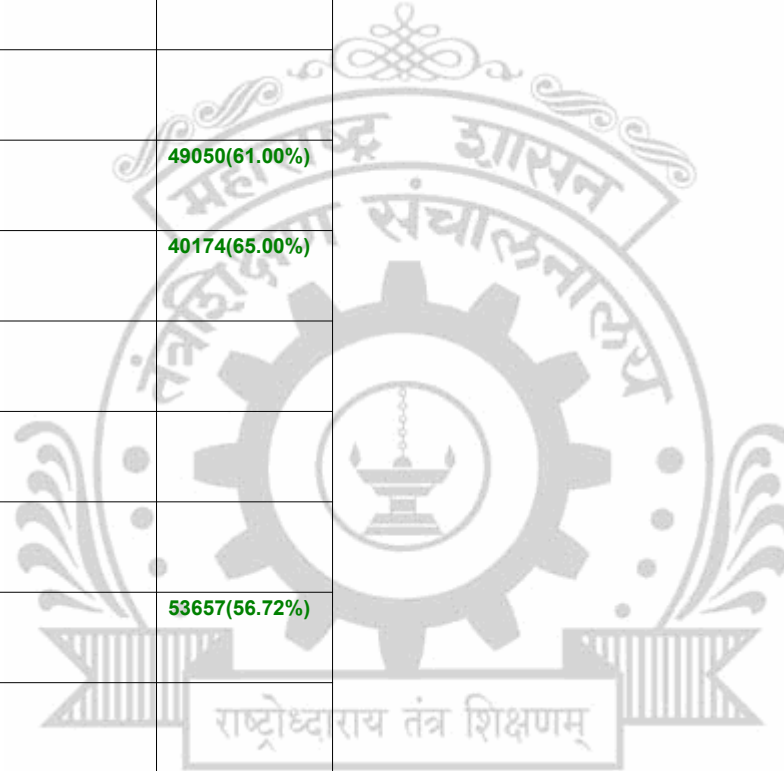 महाराष्ट्र शासन
49050(61.00%)
तंत्रशिक्षण संचालनालय
40174(65.00%)
53657(56.72%)
राष्ट्रोध्दाराय तंत्र शिक्षणम्